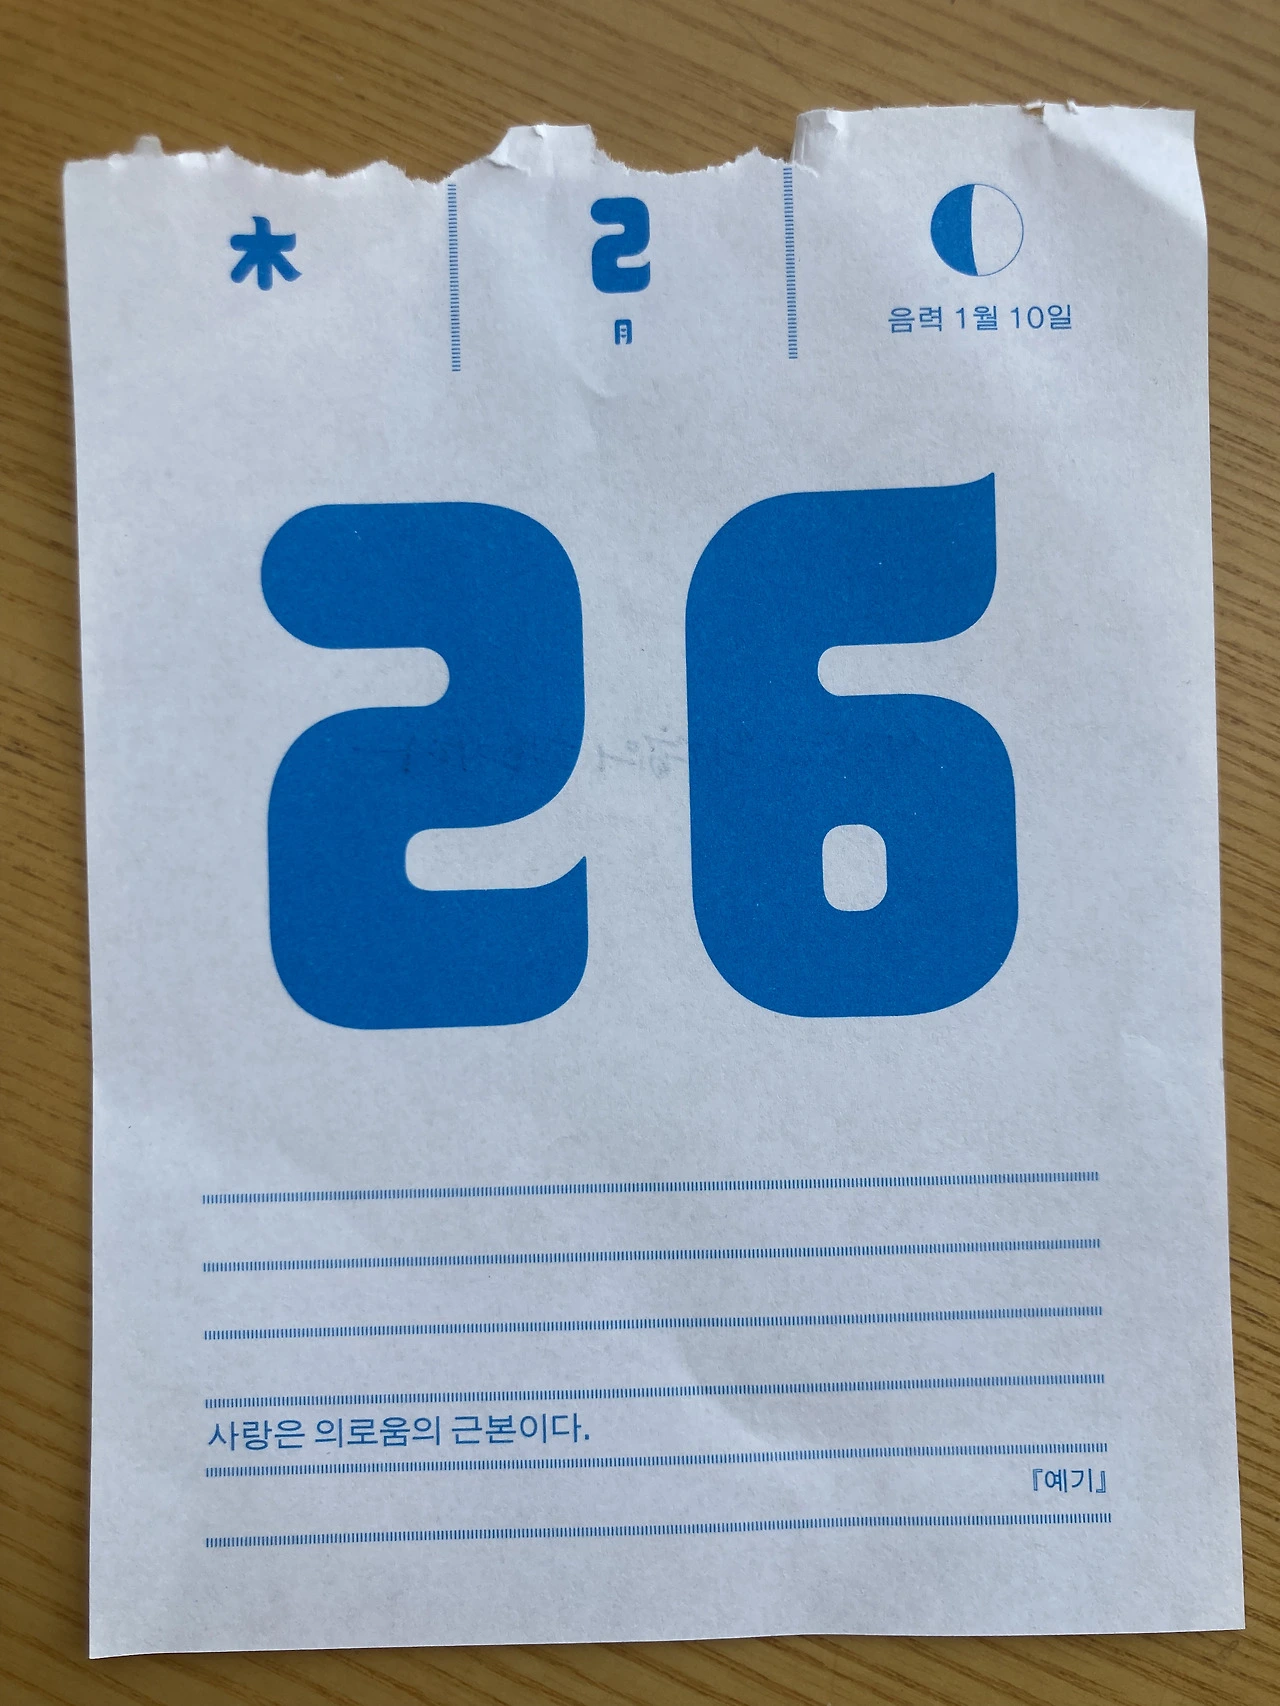 木
2
月
음력 1월 10일
26
사랑은 의로움의 근본이다.
『예기』